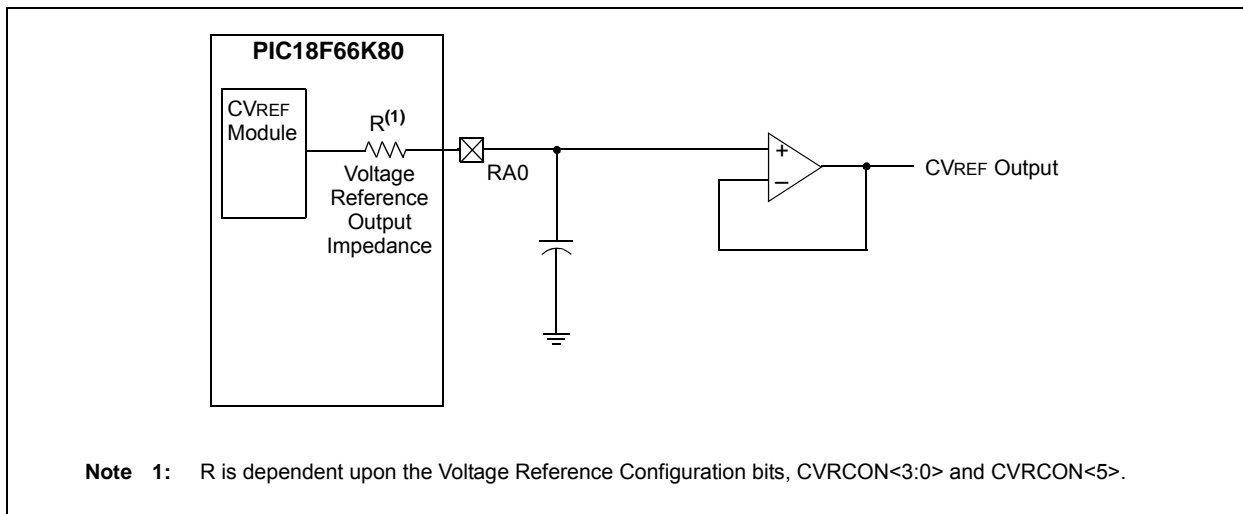 PIC18F66K80
CVREF
Module
R(1)
Voltage
Reference
Output
Impedance
RA0
+
–
CVREF Output
Note 1: R is dependent upon the Voltage Reference Configuration bits, CVRCON<3:0> and CVRCON<5>.